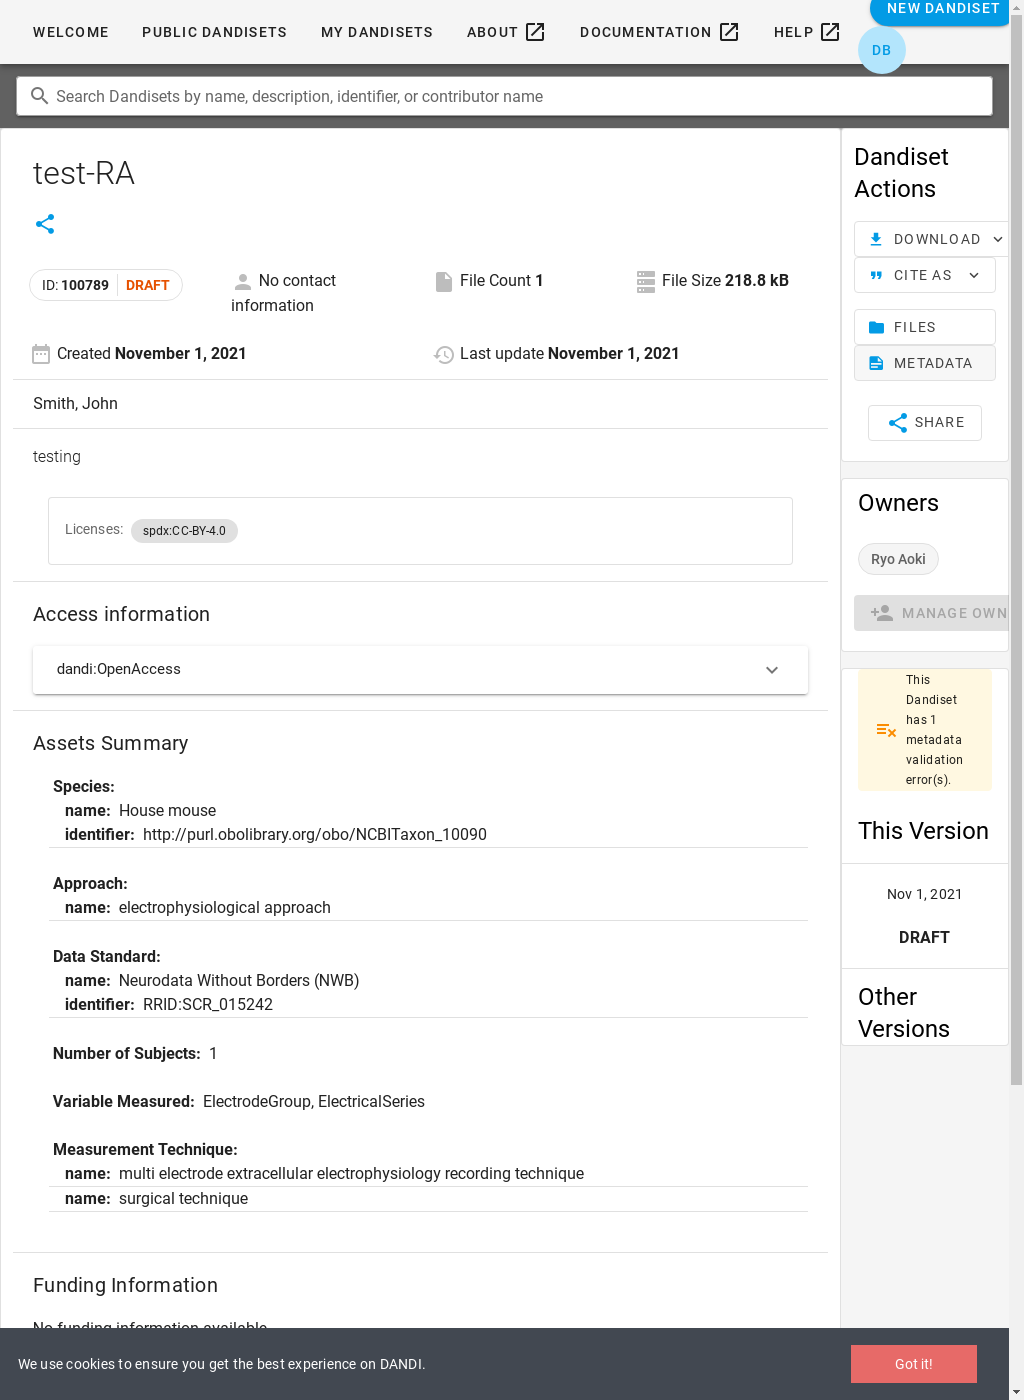 WELCOME
PUBLIC DANDISETS
MY DANDISETS
ABOUT
DOCUMENTATION
HELP
NEW DANDISET
DB
Search Dandisets by name, description, identifier, or contributor name
test-RA
ID: 100789 DRAFT
No contact
information
File Count 1
File Size 218.8 kB
Created November 1, 2021
Last update November 1, 2021
Smith, John
testing
Licenses: spdx:CC-BY-4.0
Access information
dandi:OpenAccess
Assets Summary
Species:
name: House mouse
identifier: http://purl.obolibrary.org/obo/NCBITaxon_10090
Approach:
name: electrophysiological approach
Data Standard:
name: Neurodata Without Borders (NWB)
identifier: RRID:SCR_015242
Number of Subjects: 1
Variable Measured: ElectrodeGroup, ElectricalSeries
Measurement Technique:
name: multi electrode extracellular electrophysiology recording technique
name: surgical technique
Funding Information
No funding information available
Dandiset
Actions
DOWNLOAD
CITE AS
FILES
METADATA
SHARE
Owners
Ryo Aoki
MANAGE OWN
This
Dandiset
has 1
metadata
validation
error(s).
This Version
Nov 1, 2021
DRAFT
Other
Versions
We use cookies to ensure you get the best experience on DANDI.
Got it!